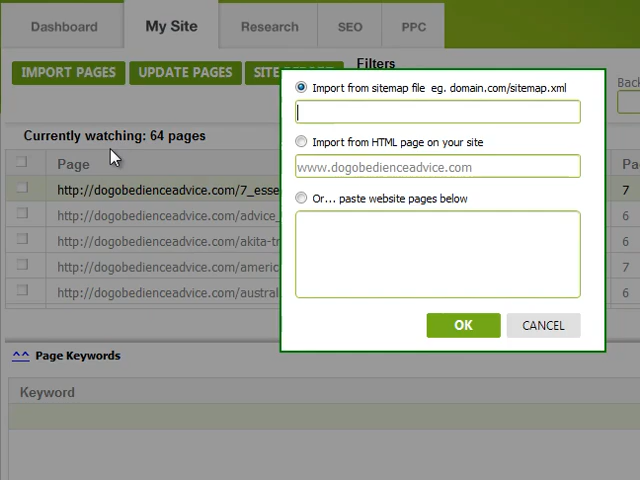 Dashboard My Site Research SEO PPC
IMPORT PAGES UPDATE PAGES SITE Filters
Import from sitemap file eg. domain.com/sitemap.xml
Currently watching: 64 pages
Import from HTML page on your site
Page
www.dogobedienceadvice.com
http://dogobedienceadvice.com/7_esse 7
Or... paste website pages below
http://dogobedienceadvice.com/advice_ 6
http://dogobedienceadvice.com/akita-tr 6
http://dogobedienceadvice.com/americ 7
http://dogobedienceadvice.com/austral 6
OK CANCEL
^^ Page Keywords
Keyword